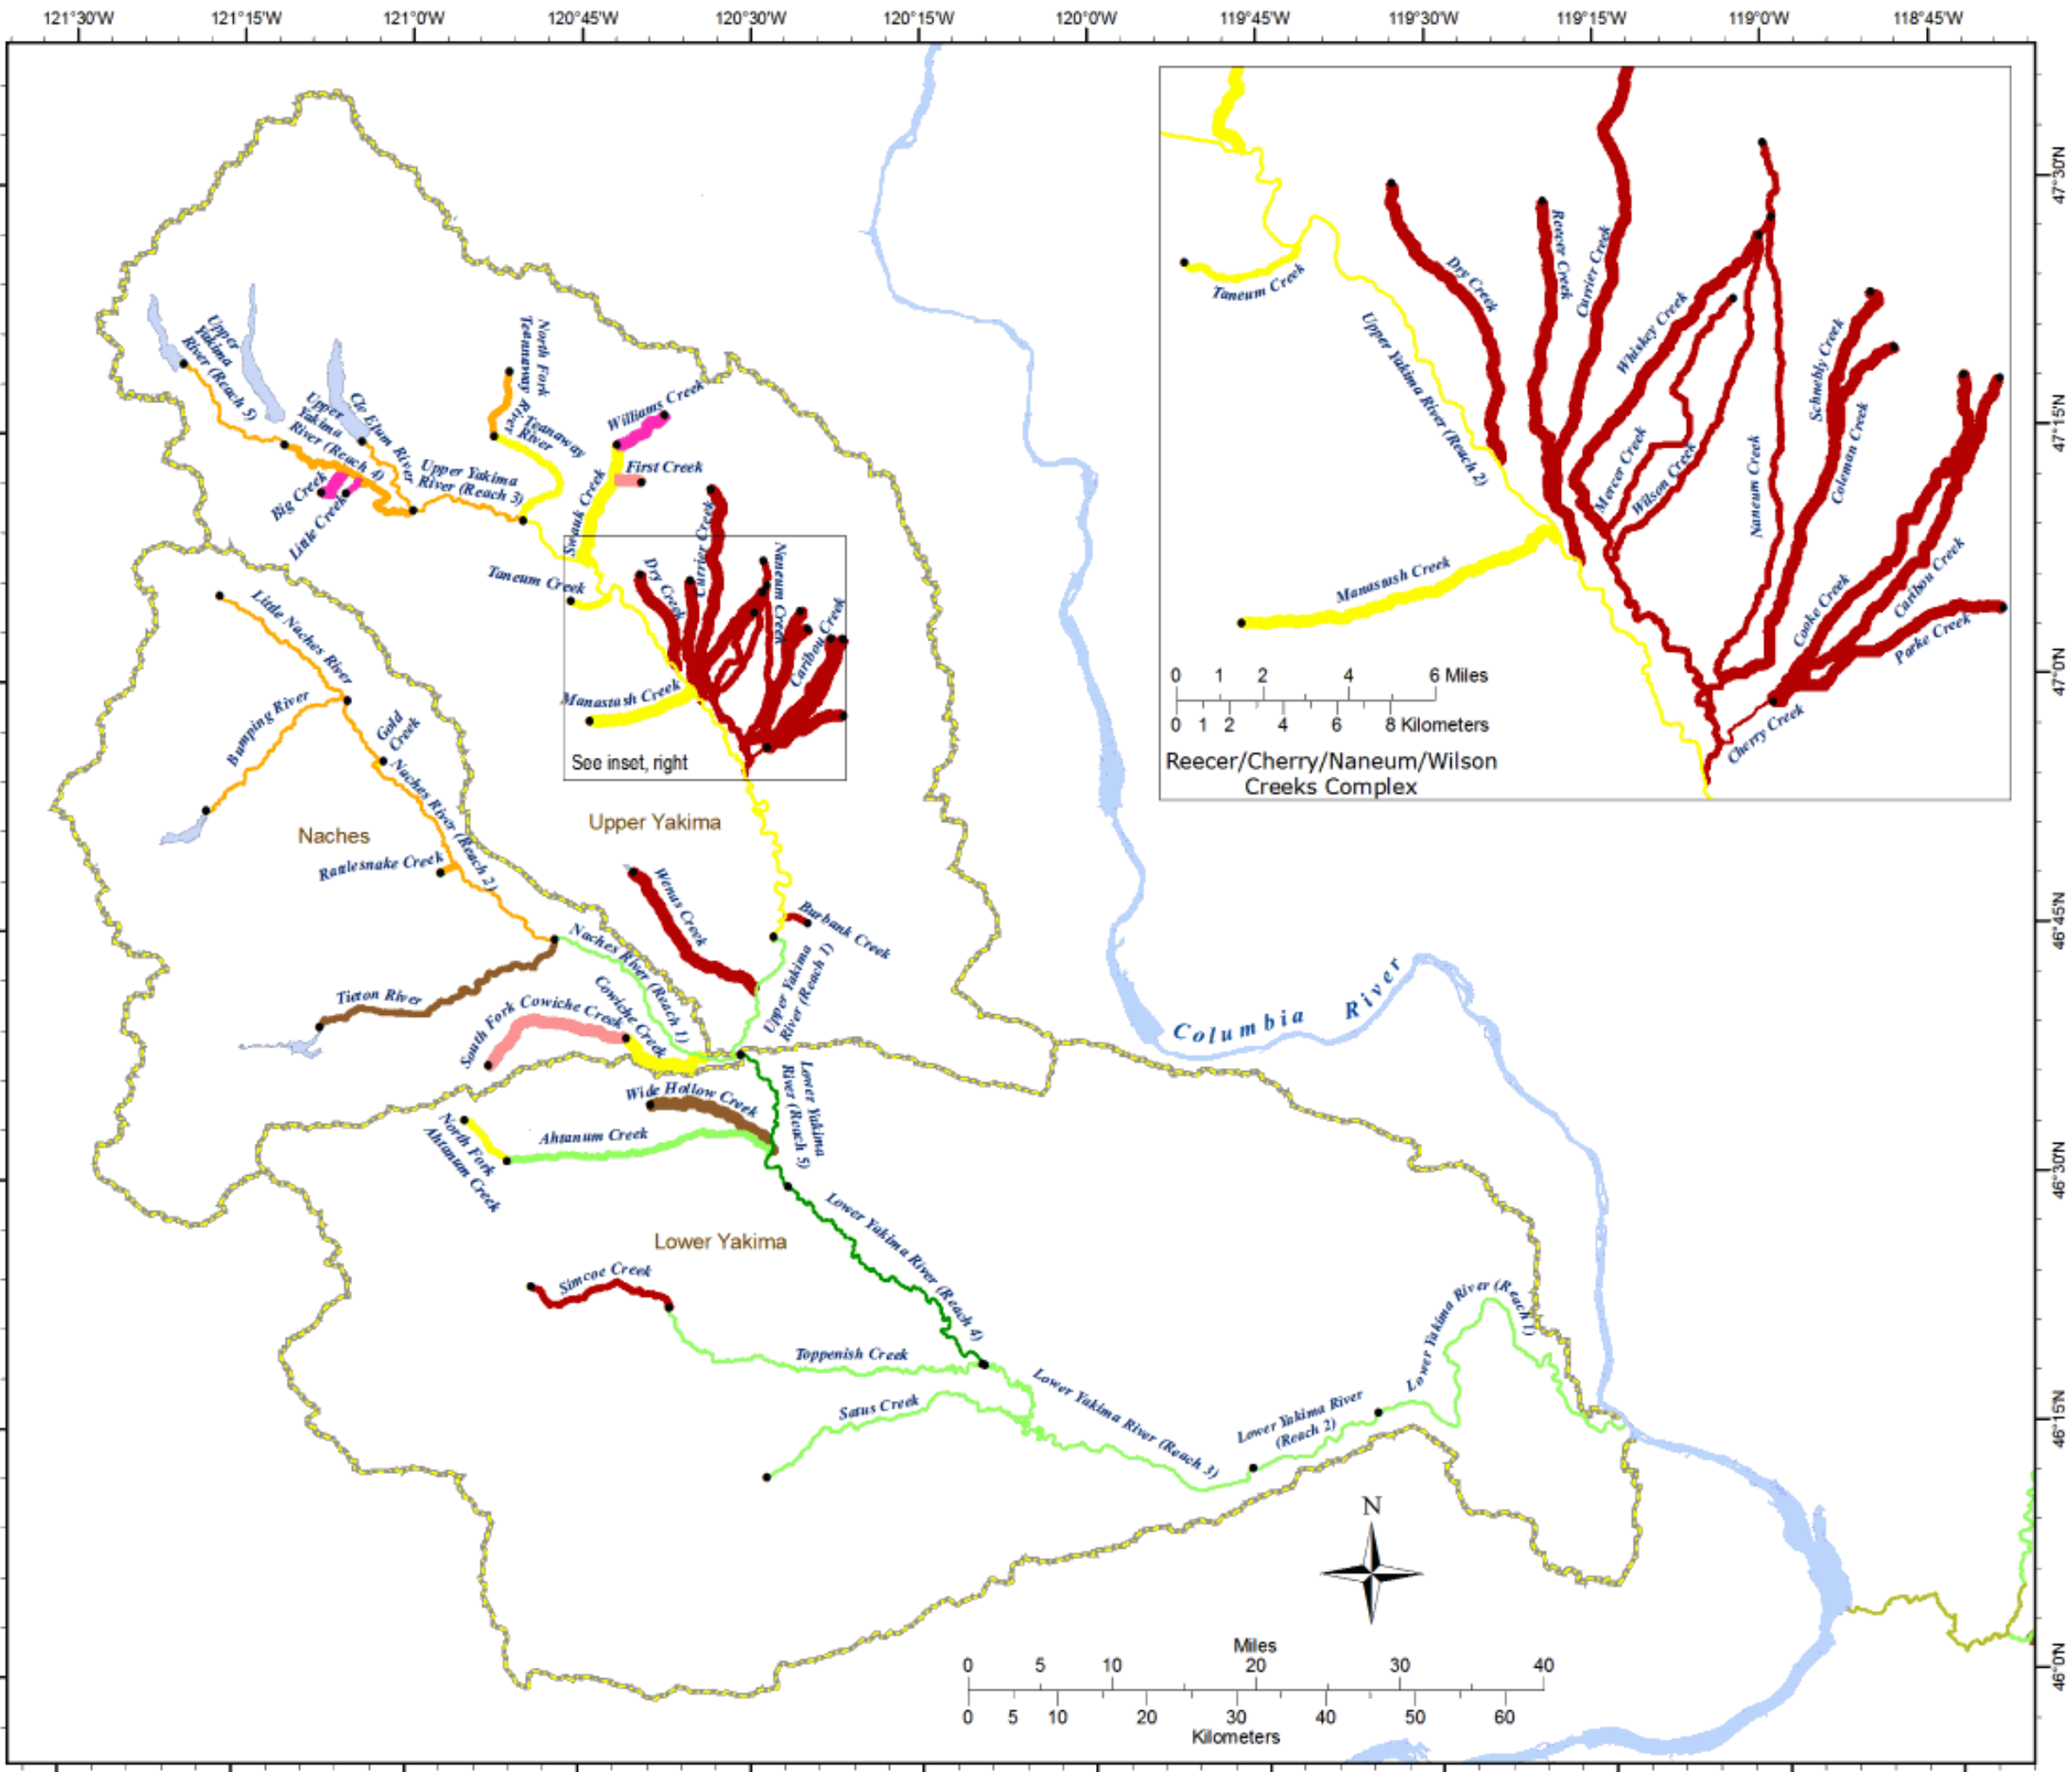 121°30'W 121°15'W 121°0'W 120°45'W 120°30'W 120°15'W 120°0'W 119°45'W 119°30'W 119°15'W 119°0'W 118°45'W
47°30'N
47°15'N
47°0'N
46°45'N
46°30'N
46°15'N
46°0'N
Upper
Yakima
River (Reach 5)
Upper
Yakima
River (Reach 4)
Cle Elum River
Big Creek
Little Creek
Upper Yakima
River (Reach 3)
North Fork
Teanaway
River
Teanaway
River
Williams Creek
First Creek
Swauk Creek
Taneum Creek
Dry Creek
Currier Creek
Naneum Creek
Caribou Creek
Manastash Creek
See inset, right
Little Naches River
Bumping River
Gold
Creek
Naches River (Reach 2)
Rattlesnake Creek
Naches
Upper Yakima
Wenas Creek
Burbank Creek
Upper Yakima
River (Reach 1)
Naches River (Reach 1)
Tieton River
South Fork Cowiche Creek
Cowiche Creek
Wide Hollow Creek
Lower Yakima
River (Reach 5)
Ahtanum Creek
North Fork
Ahtanum Creek
Lower Yakima
Lower Yakima River (Reach 4)
Simcoe Creek
Toppenish Creek
Satus Creek
Lower Yakima River (Reach 3)
Lower Yakima River
(Reach 2)
Lower Yakima River (Reach 1)
Columbia River
Taneum Creek
Upper Yakima River (Reach 2)
Dry Creek
Reecer Creek
Currier Creek
Whiskey Creek
Mercer Creek
Wilson Creek
Naneum Creek
Schnebly Creek
Coleman Creek
Cooke Creek
Caribou Creek
Parke Creek
Cherry Creek
Manastash Creek
0 1 2 4 6 Miles
0 1 2 4 6 8 Kilometers
Reecer/Cherry/Naneum/Wilson
Creeks Complex
N
Miles
0 5 10 20 30 40
0 5 10 20 30 40 50 60
Kilometers